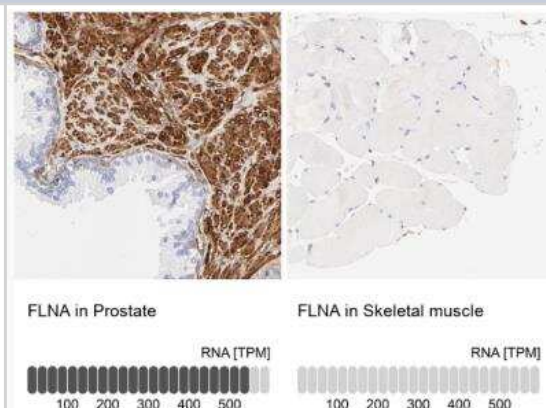 FLNA in Prostate
RNA [TPM]
100 200 300 400 500
FLNA in Skeletal muscle
RNA [TPM]
100 200 300 400 500